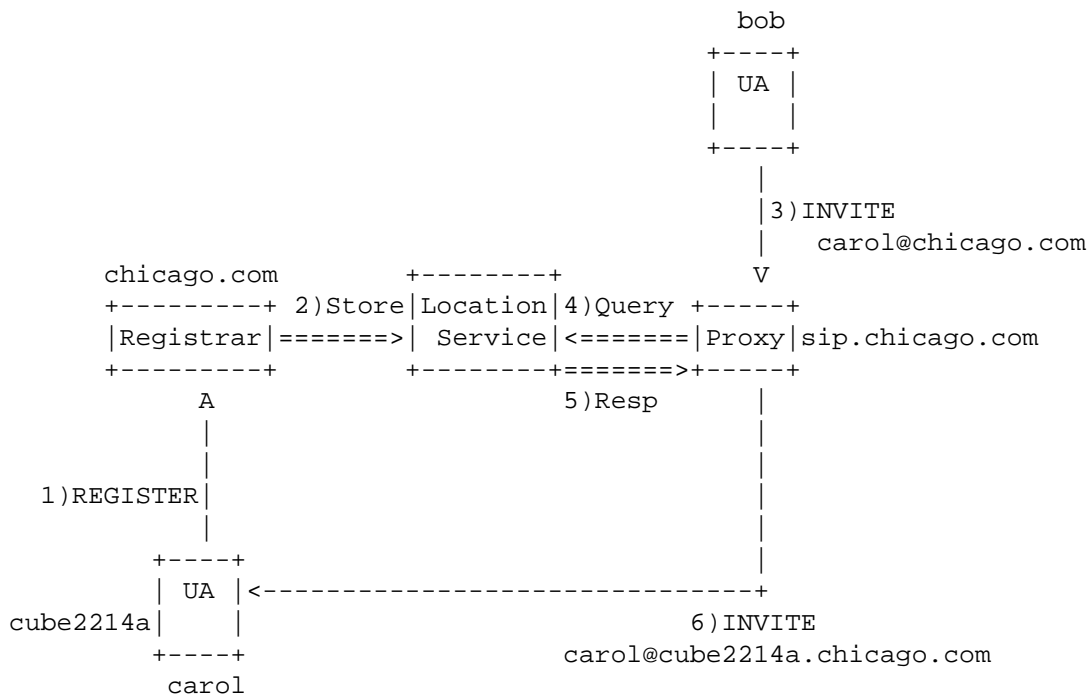 bob
+----+
| UA |
|    |
+----+
|
|3)INVITE
|   carol@chicago.com
chicago.com        +--------+            V
+---------+ 2)Store|Location|4)Query +-----+
|Registrar|=======>| Service|<=======|Proxy|sip.chicago.com
+---------+        +--------+=======>+-----+
A                      5)Resp      |
|                                  |
|                                  |
1)REGISTER|                                  |
|                                  |
+----+                                 |
| UA |<--------------------------------+
cube2214a|    |                            6)INVITE
+----+                    carol@cube2214a.chicago.com
carol